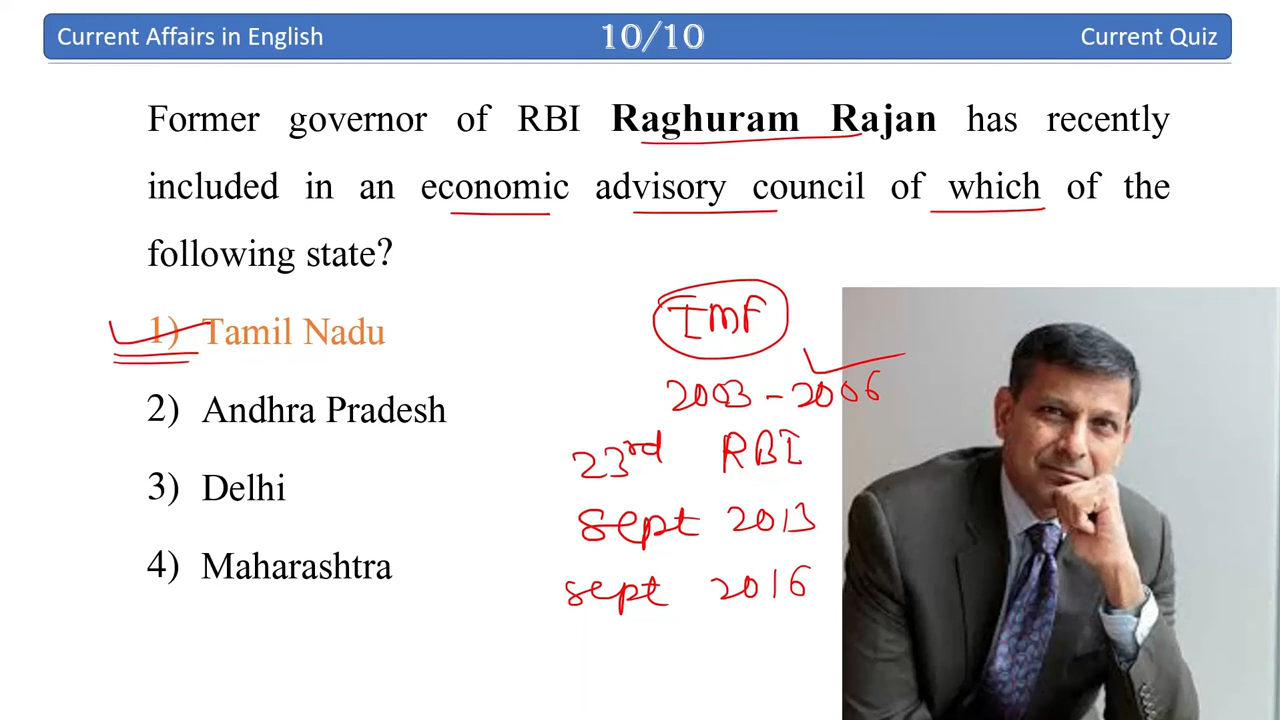 Current Affairs in English
10/10
Current Quiz
Former governor of RBI Raghuram Rajan has recently
included in an economic advisory council of which of the
following state?
1) Tamil Nadu
2) Andhra Pradesh
3) Delhi
4) Maharashtra
IMF
2003 - 2006
23rd RBI
Sept 2013
sept 2016